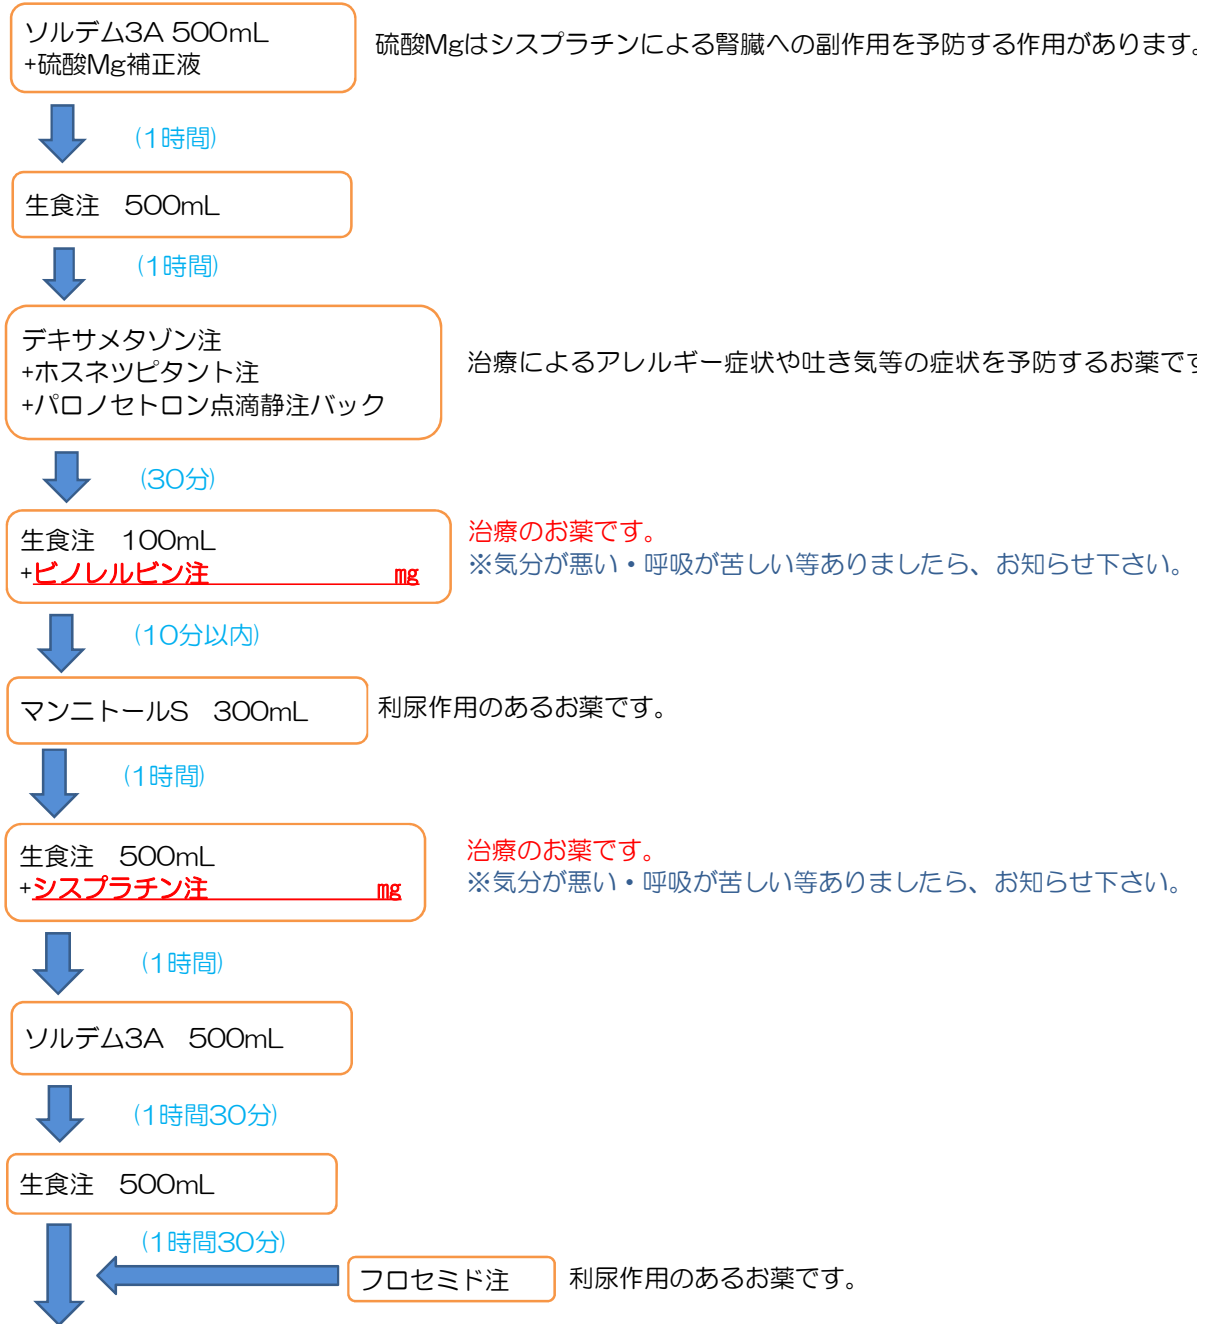 ソルデム3A 500mL
+硫酸Mg補正液
硫酸Mgはシスプラチンによる腎臓への副作用を予防する作用があります。
(1時間)
生食注　500mL
(1時間)
デキサメタゾン注
+ホスネツピタント注
+パロノセトロン点滴静注バック
治療によるアレルギー症状や吐き気等の症状を予防するお薬です
(30分)
生食注　100mL
+ビノレルビン注　　　　　　　　mg
治療のお薬です。
※気分が悪い・呼吸が苦しい等ありましたら、お知らせ下さい。
(10分以内)
マンニトールS　300mL
利尿作用のあるお薬です。
(1時間)
生食注　500mL
+シスプラチン注　　　　　　　　mg
治療のお薬です。
※気分が悪い・呼吸が苦しい等ありましたら、お知らせ下さい。
(1時間)
ソルデム3A　500mL
(1時間30分)
生食注　500mL
(1時間30分)
フロセミド注
利尿作用のあるお薬です。